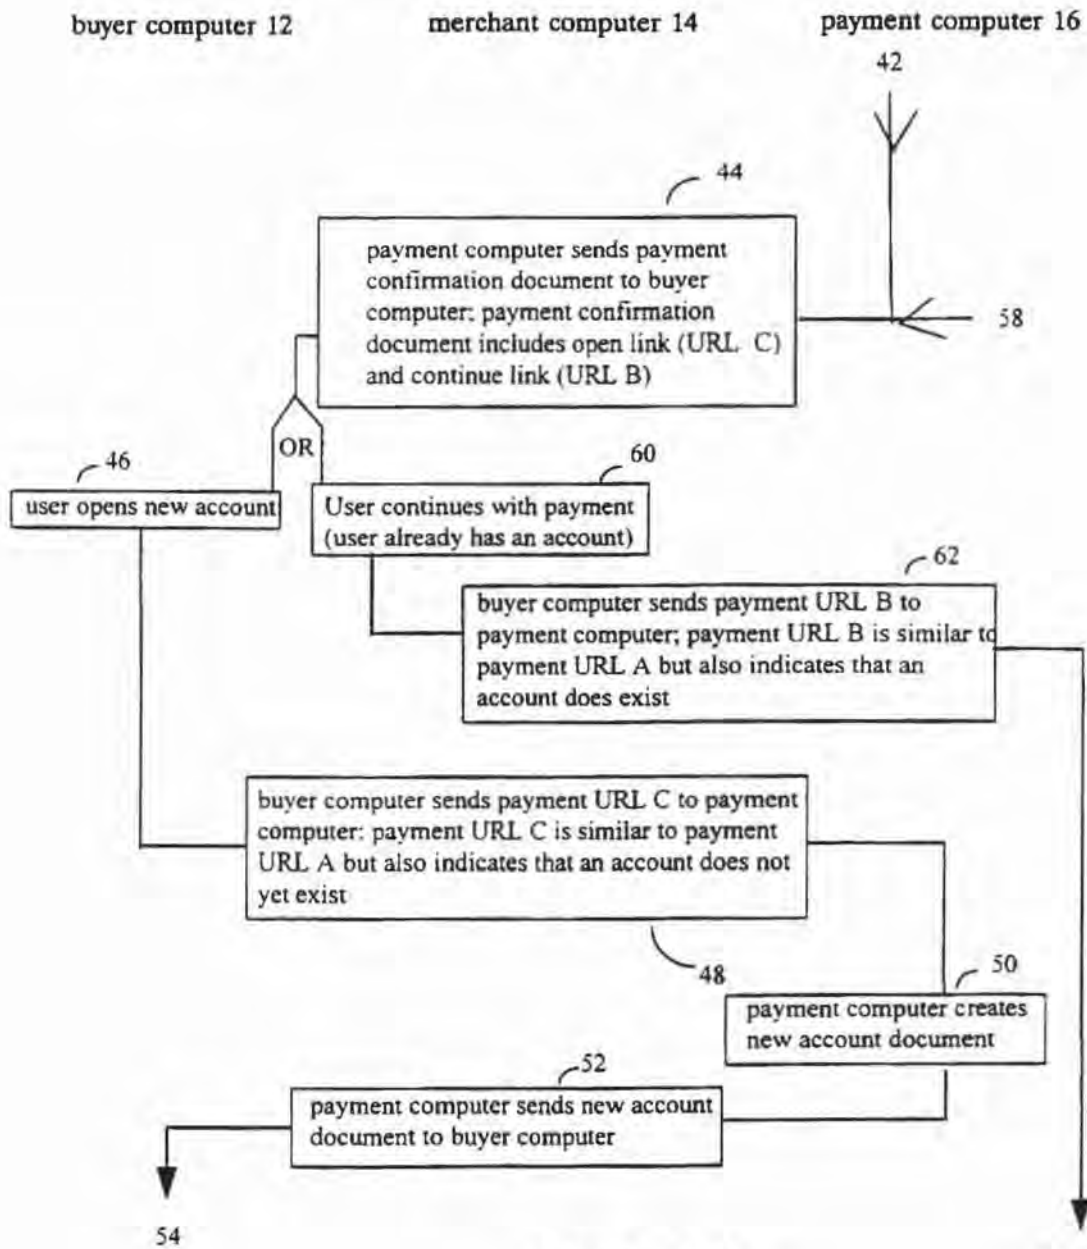 buyer computer 12
merchant computer 14
payment computer 16
42
44
payment computer sends payment
confirmation document to buyer
computer; payment confirmation
document includes open link (URL C)
and continue link (URL B)
58
OR
46
user opens new account
60
User continues with payment
(user already has an account)
62
buyer computer sends payment URL B to
payment computer; payment URL B is similar to
payment URL A but also indicates that an
account does exist
buyer computer sends payment URL C to payment
computer: payment URL C is similar to payment
URL A but also indicates that an account does not
yet exist
48
50
payment computer creates
new account document
52
payment computer sends new account
document to buyer computer
54